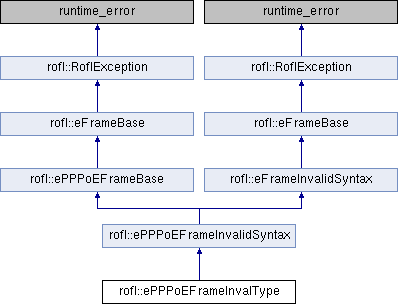 runtime_error runtime_error
rofl::RoflException rofl::RoflException
rofl::eFrameBase rofl::eFrameBase
rofl::ePPPoEFrameBase rofl::eFrameInvalidSyntax
rofl::ePPPoEFrameInvalidSyntax
rofl::ePPPoEFrameInvalType